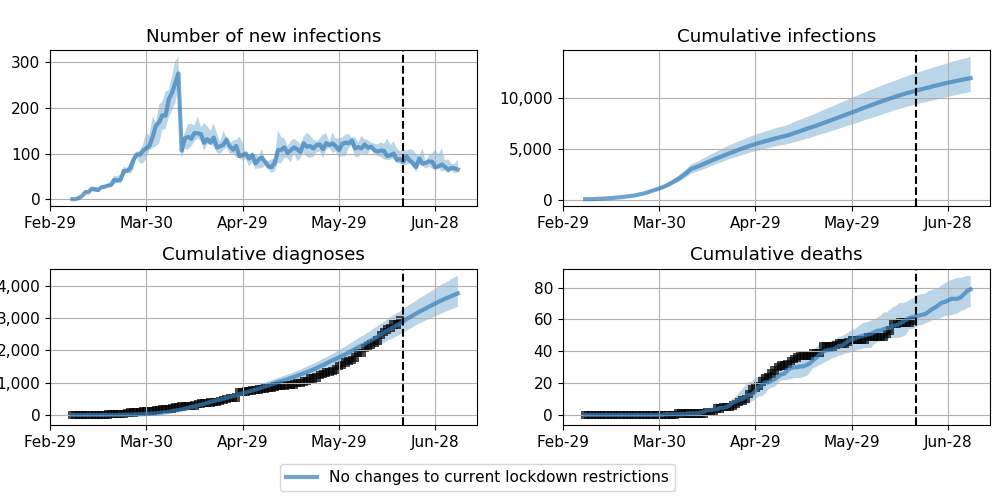 Number of new infections
Cumulative infections
300
200
100
0
Feb-29 Mar-30 Apr-29 May-29 Jun-28
10,000
5,000
0
Feb-29 Mar-30 Apr-29 May-29 Jun-28
Cumulative diagnoses
Cumulative deaths
4,000
3,000
2,000
1,000
0
Feb-29 Mar-30 Apr-29 May-29 Jun-28
80
60
40
20
0
Feb-29 Mar-30 Apr-29 May-29 Jun-28
No changes to current lockdown restrictions